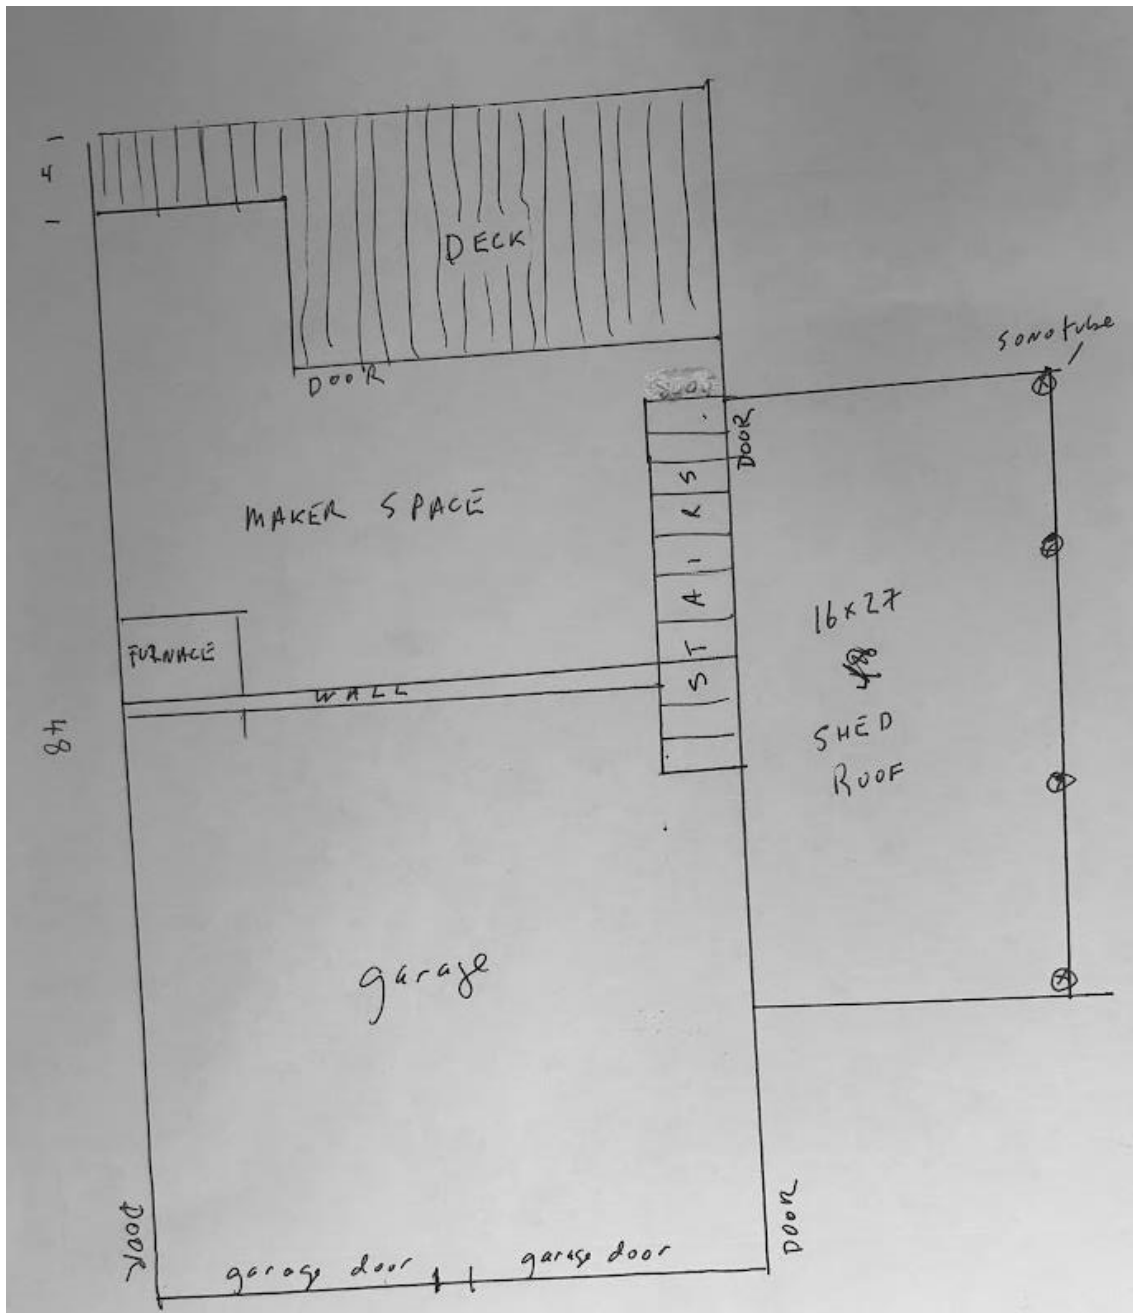 4
DECK
sonotube
DOOR
DOOR
MAKER SPACE
STAIRS
16x27
FURNACE
WALL
SHED
ROOF
48
garage
DOOR
DOOR
garage door
garage door